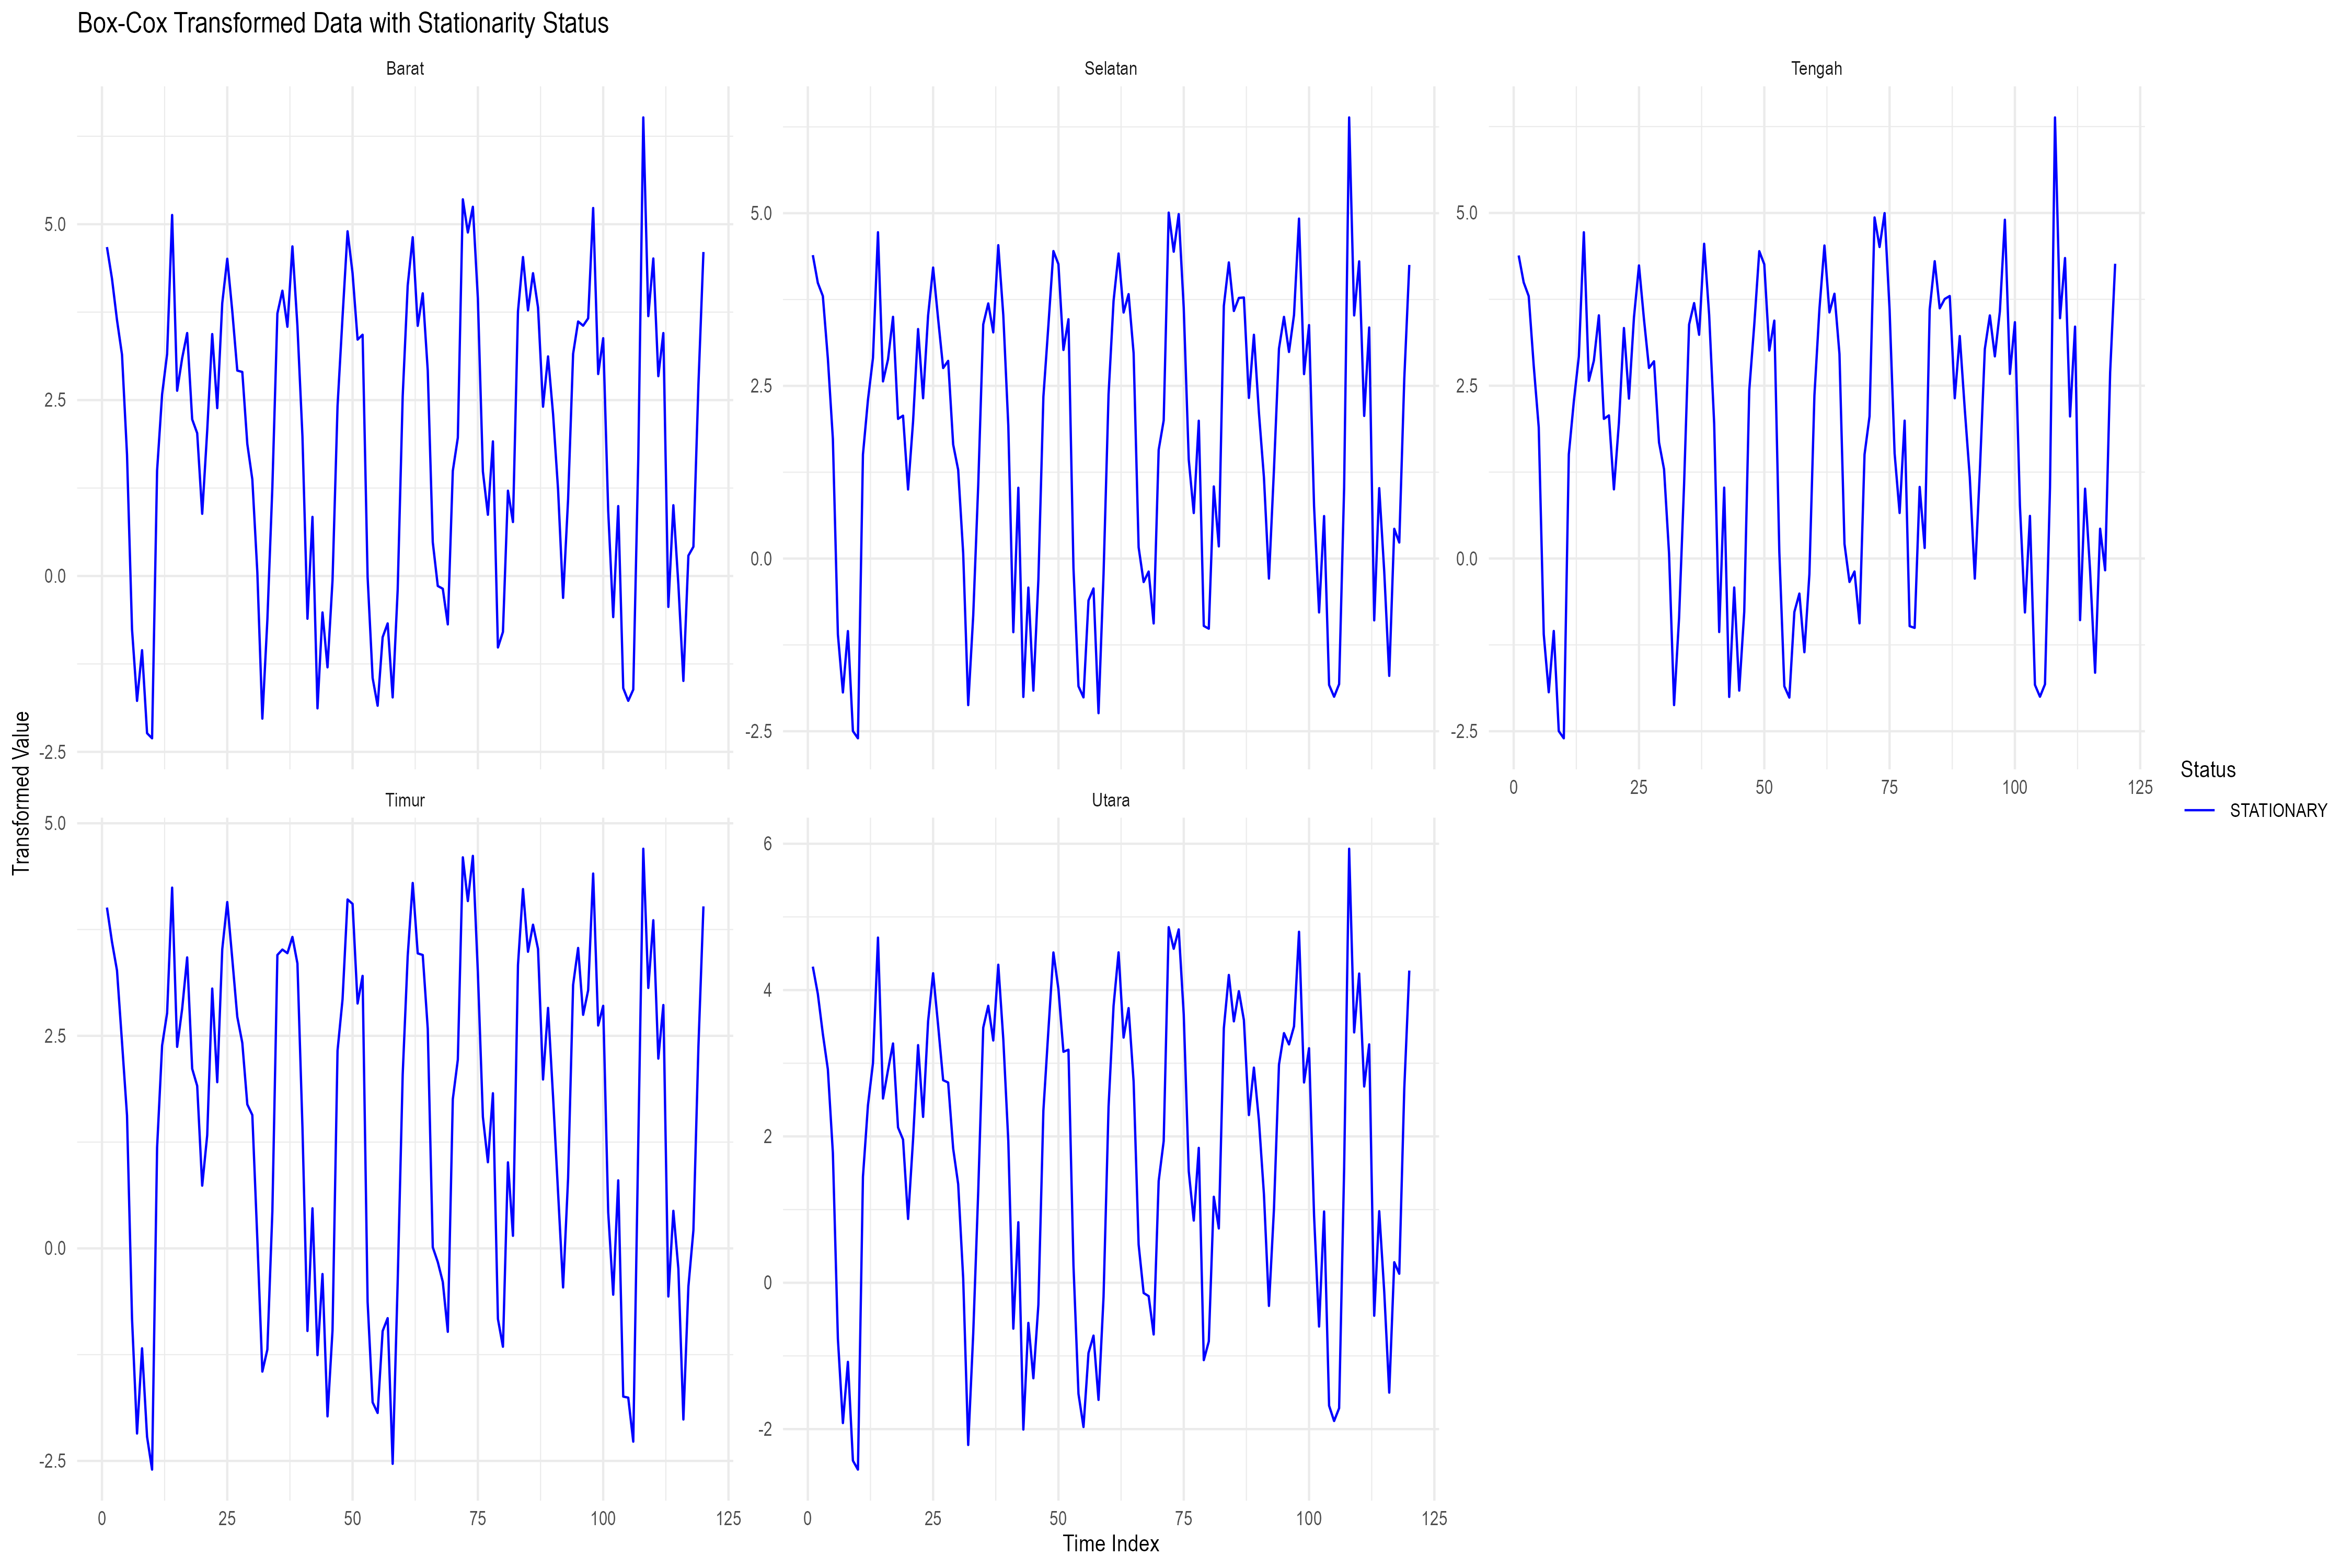 Box-Cox Transformed Data with Stationarity Status
Barat
Selatan
Tengah
5.0
2.5
0.0
-2.5
5.0
2.5
0.0
-2.5
5.0
2.5
0.0
-2.5
0 25 50 75 100 125
Transformed Value
Status
STATIONARY
Timur
Utara
5.0
2.5
0.0
-2.5
6
4
2
0
-2
0 25 50 75 100 125
0 25 50 75 100 125
Time Index